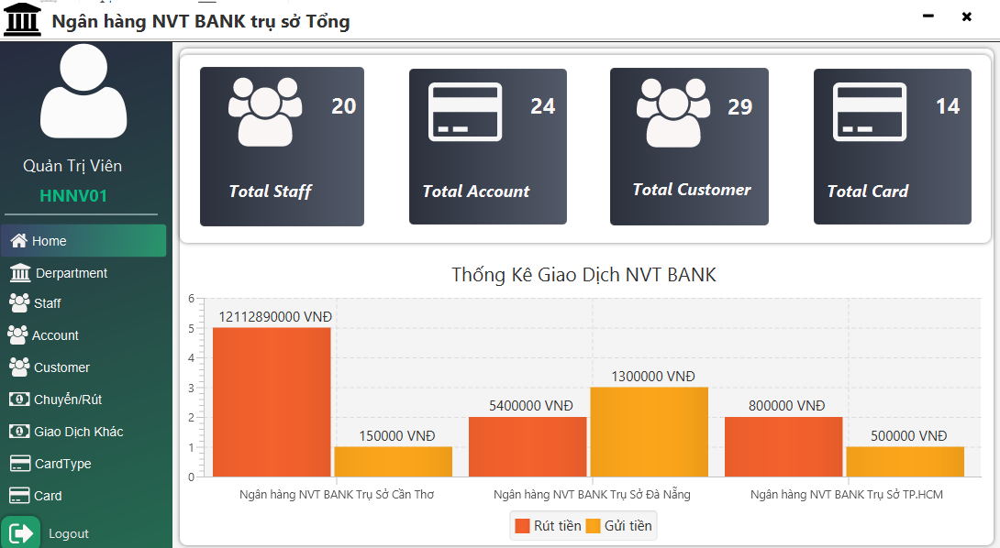 Ngân hàng NVT BANK trụ sở Tổng
Quản Trị Viên
HNNV01
Home
Derpartment
Staff
Account
Customer
Chuyển/Rút
Giao Dịch Khác
CardType
Card
Logout
20
Total Staff
24
Total Account
29
Total Customer
14
Total Card
Thống Kê Giao Dịch NVT BANK
6
5
4
3
2
1
0
12112890000 VNĐ
150000 VNĐ
5400000 VNĐ
1300000 VNĐ
800000 VNĐ
500000 VNĐ
Ngân hàng NVT BANK Trụ Sở Cần Thơ
Ngân hàng NVT BANK Trụ Sở Đà Nẵng
Ngân hàng NVT BANK Trụ Sở TP.HCM
Rút tiền
Gửi tiền